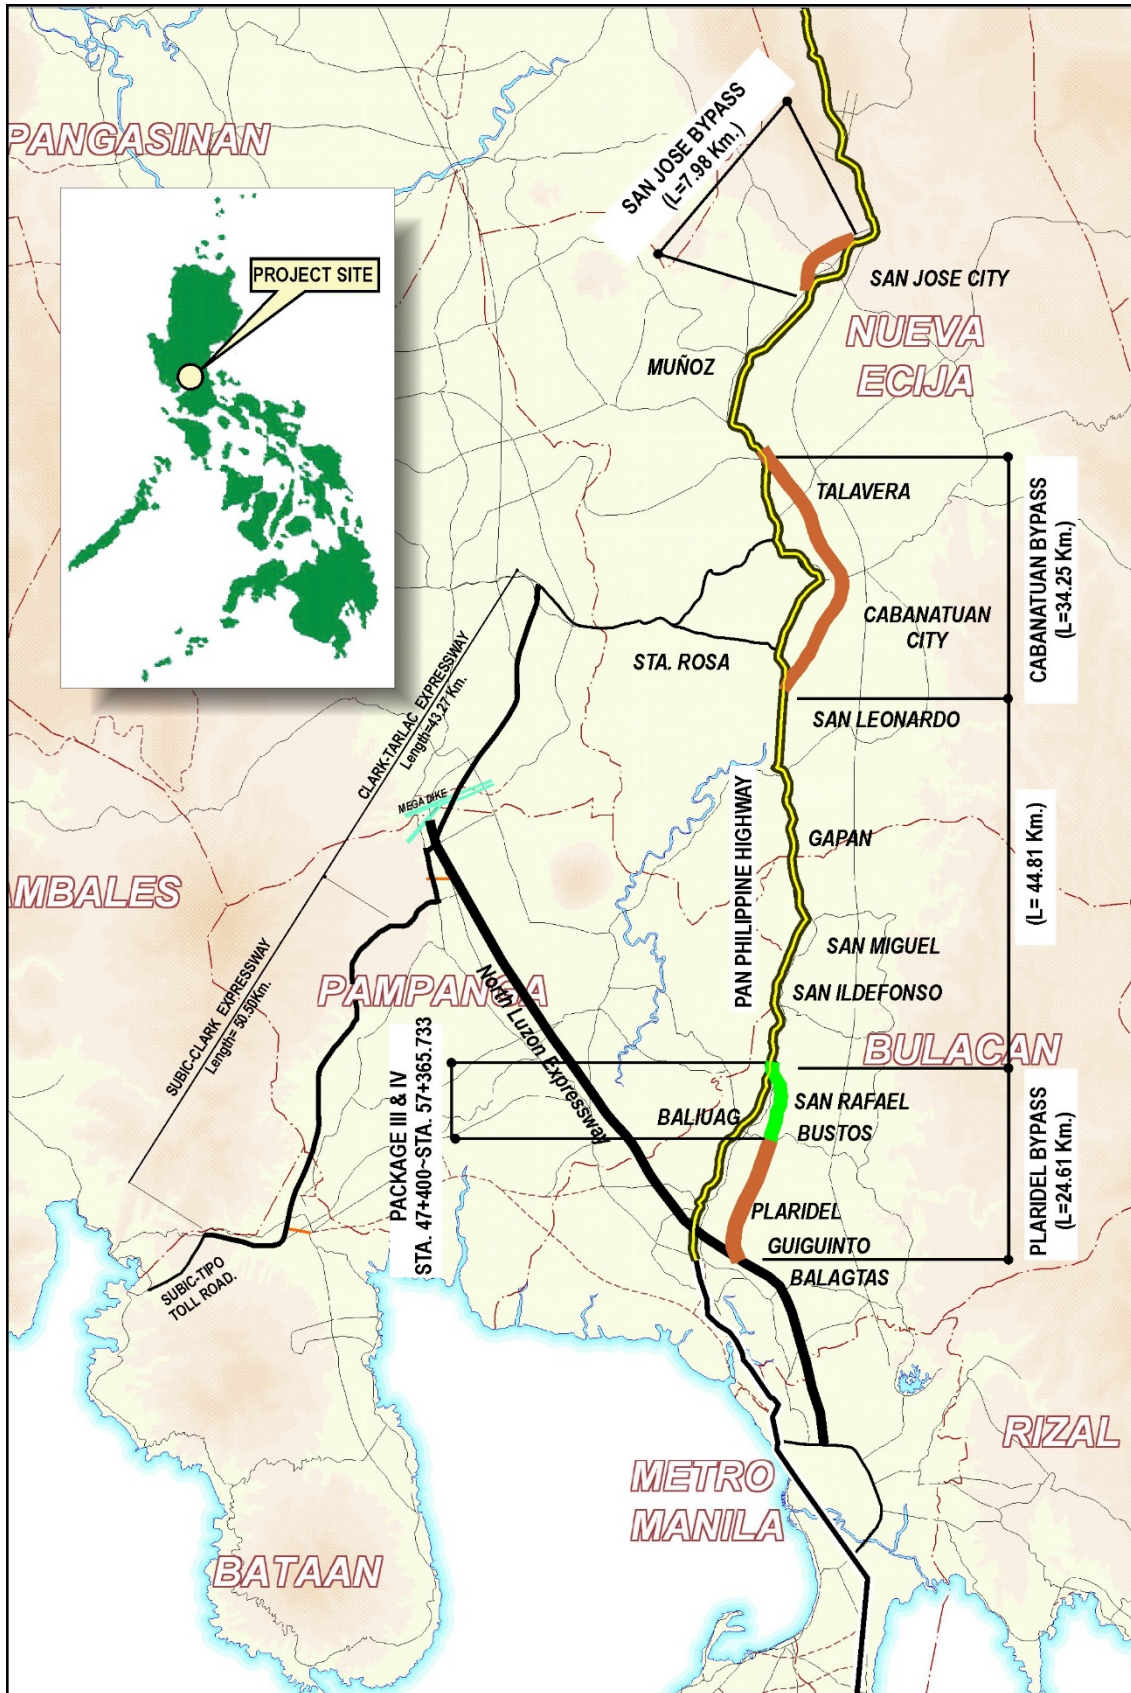 PANGASINAN
PROJECT SITE
SAN JOSE BYPASS
(L=7.98 Km.)
SAN JOSE CITY
NUEVA
ECIJA
MUÑOZ
TALAVERA
CABANATUAN BYPASS
(L=34.25 Km.)
CABANATUAN
CITY
STA. ROSA
SAN LEONARDO
CLARK-TARLAC EXPRESSWAY
Length=43.27 Km.
MEGA DIKE
PAN PHILIPPINE HIGHWAY
GAPAN
(L= 44.81 Km.)
AMBALES
SAN MIGUEL
SAN ILDEFONSO
SUBIC-CLARK EXPRESSWAY
Length= 50.50Km.
PAMPANGA
North Luzon Expressway
BULACAN
PACKAGE III & IV
STA. 47+400~STA. 57+365.733
BALIUAG
SAN RAFAEL
BUSTOS
PLARIDEL BYPASS
(L=24.61 Km.)
PLARIDEL
GUIGUINTO
BALAGTAS
SUBIC-TIPO
TOLL ROAD.
RIZAL
METRO
MANILA
BATAAN